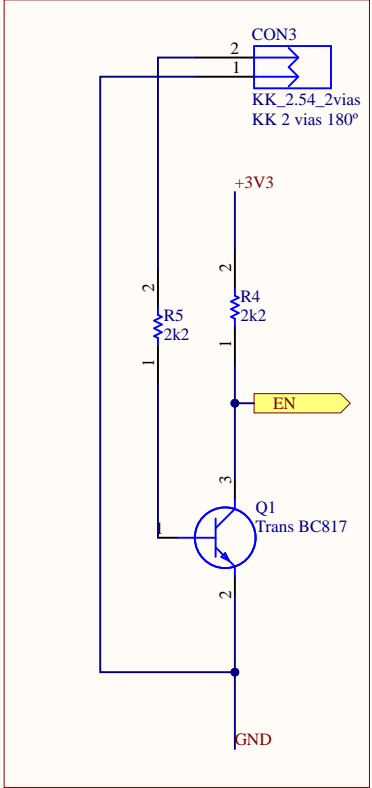 CON3
2
1
KK_2.54_2vias
KK 2 vias 180º
+3V3
2
2
R4
2k2
R5
2k2
1
1
EN
3
Q1
Trans BC817
1
2
GND